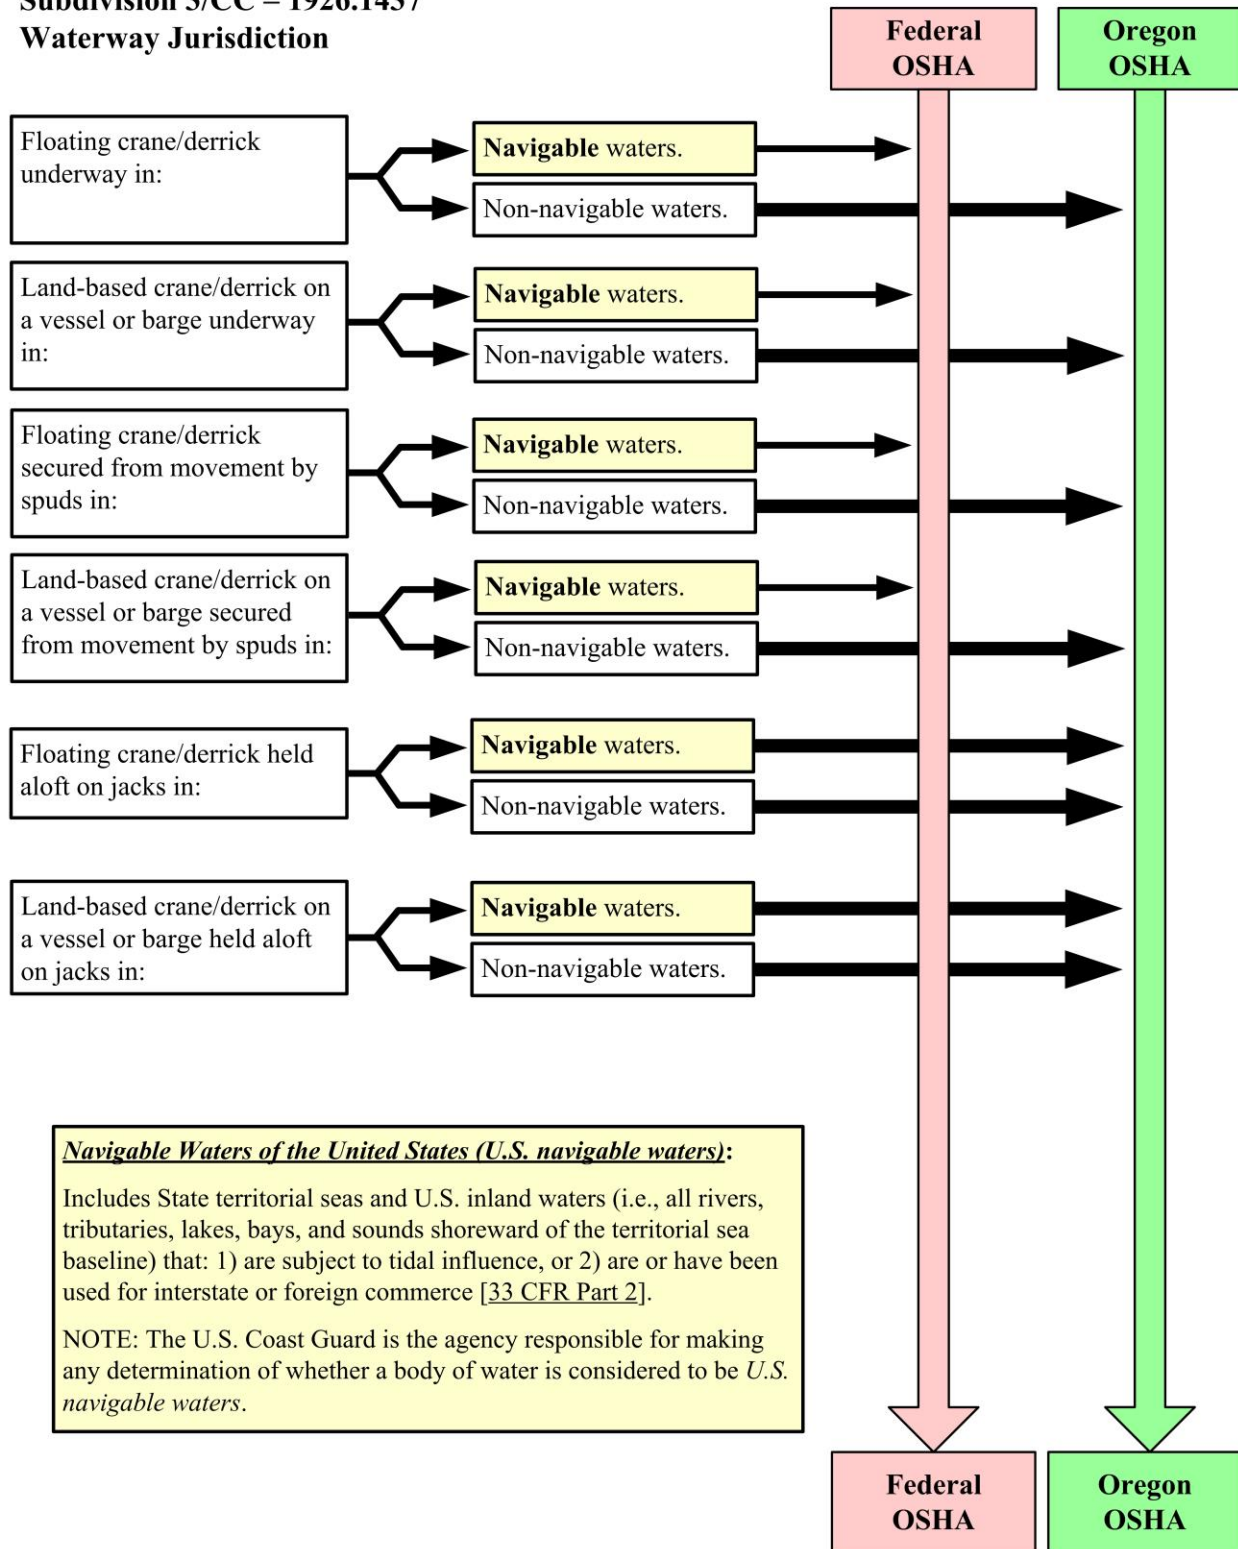 Subdivision 3/CC – 1926.1437
Waterway Jurisdiction
Federal
OSHA
Oregon
OSHA
Floating crane/derrick
underway in:
Navigable waters.
Non-navigable waters.
Land-based crane/derrick on
a vessel or barge underway
in:
Navigable waters.
Non-navigable waters.
Floating crane/derrick
secured from movement by
spuds in:
Navigable waters.
Non-navigable waters.
Land-based crane/derrick on
a vessel or barge secured
from movement by spuds in:
Navigable waters.
Non-navigable waters.
Floating crane/derrick held
aloft on jacks in:
Navigable waters.
Non-navigable waters.
Land-based crane/derrick on
a vessel or barge held aloft
on jacks in:
Navigable waters.
Non-navigable waters.
Navigable Waters of the United States (U.S. navigable waters):
Includes State territorial seas and U.S. inland waters (i.e., all rivers,
tributaries, lakes, bays, and sounds shoreward of the territorial sea
baseline) that: 1) are subject to tidal influence, or 2) are or have been
used for interstate or foreign commerce [33 CFR Part 2].
NOTE: The U.S. Coast Guard is the agency responsible for making
any determination of whether a body of water is considered to be U.S.
navigable waters.
Federal
OSHA
Oregon
OSHA